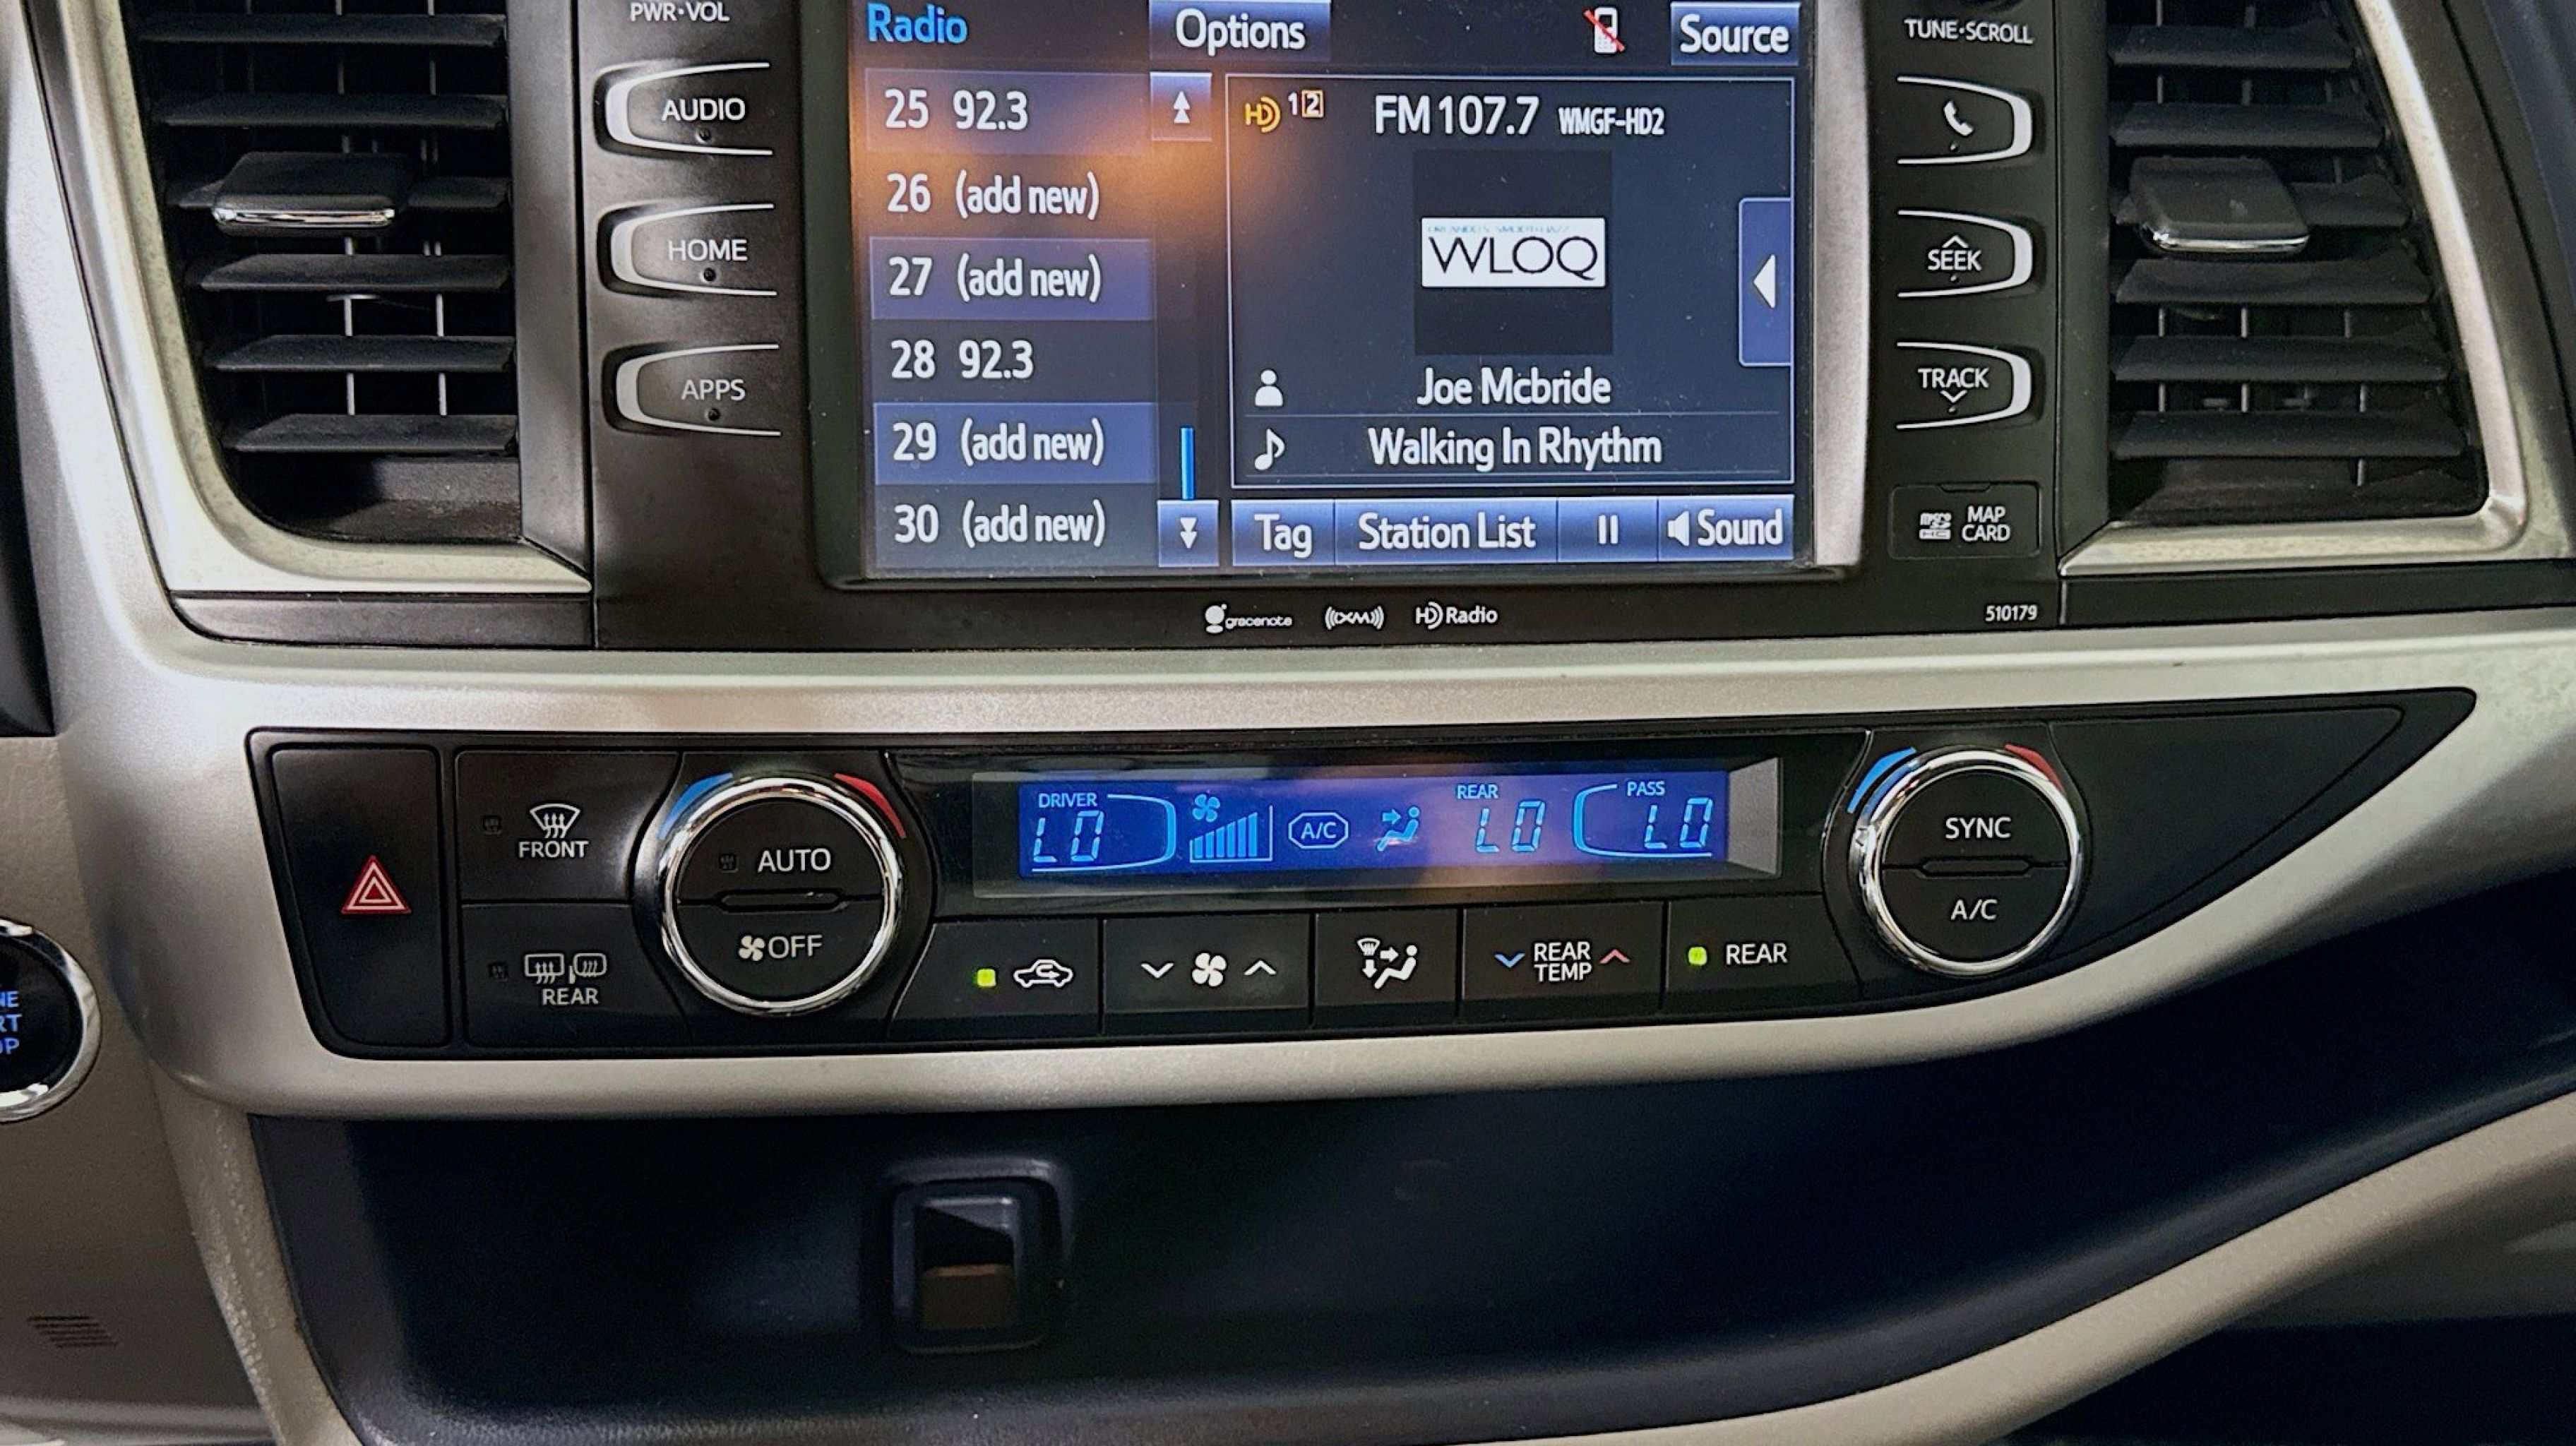 PWR•VOL
AUDIO
HOME
APPS
Radio
Options
Source
25 92.3
26 (add new)
27 (add new)
28 92.3
29 (add new)
30 (add new)
HD 1 2 FM 107.7 WMGF-HD2
WLOQ
Joe Mcbride
Walking In Rhythm
Tag
Station List
Sound
TUNE•SCROLL
SEEK
TRACK
micro
MAP
CARD
gracenote
((XM))
HD Radio
510179
FRONT
REAR
AUTO
OFF
DRIVER
LO
A/C
REAR
LO
PASS
LO
REAR
TEMP
REAR
SYNC
A/C